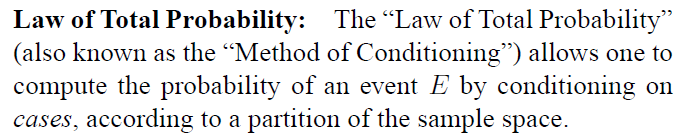 Law of Total Probability: The “Law of Total Probability”
(also known as the “Method of Conditioning”) allows one to
compute the probability of an event E by conditioning on
cases, according to a partition of the sample space.